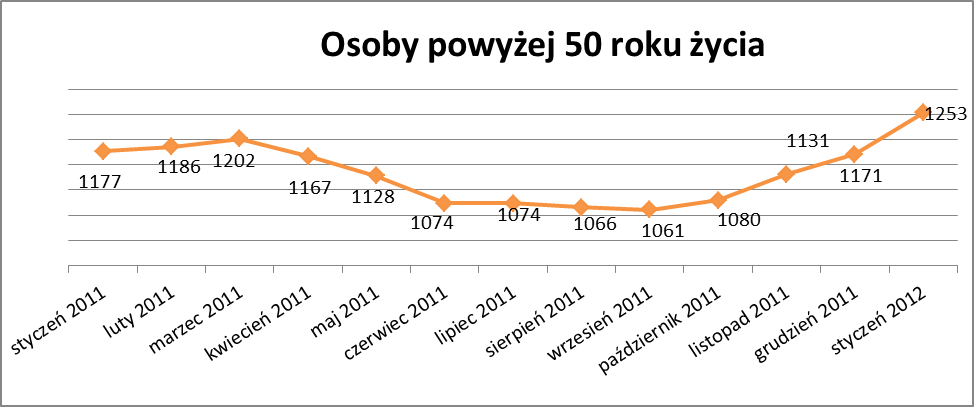 Osoby powyżej 50 roku życia
1177
1186
1202
1167
1128
1074
1074
1066
1061
1080
1131
1171
1253
styczeń 2011
luty 2011
marzec 2011
kwiecień 2011
maj 2011
czerwiec 2011
lipiec 2011
sierpień 2011
wrzesień 2011
październik 2011
listopad 2011
grudzień 2011
styczeń 2012